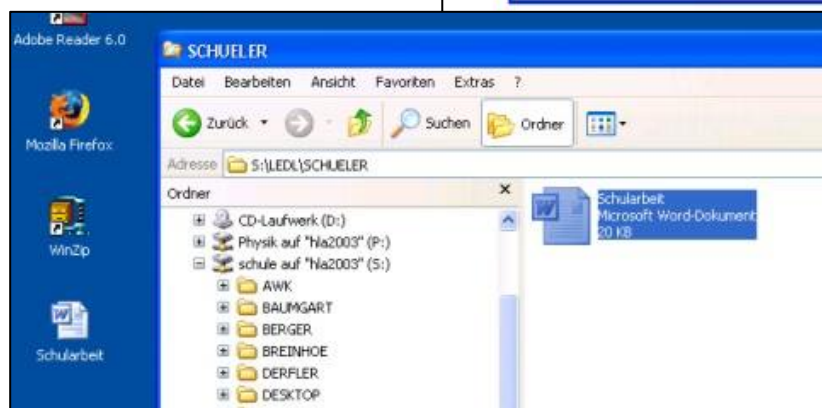 Adobe Reader 6.0
Mozilla Firefox
WinZip
Schularbeit
SCHUELER
Datei Bearbeiten Ansicht Favoriten Extras ?
Zurück Suchen Ordner
Adresse S:\LEDL\SCHUELER
Ordner
CD-Laufwerk (D:)
Physik auf "hla2003" (P:)
schule auf "hla2003" (S:)
AWK
BAUMGART
BERGER
BREINHOE
DERFLER
DESKTOP
Schularbeit
Microsoft Word-Dokument
20 KB